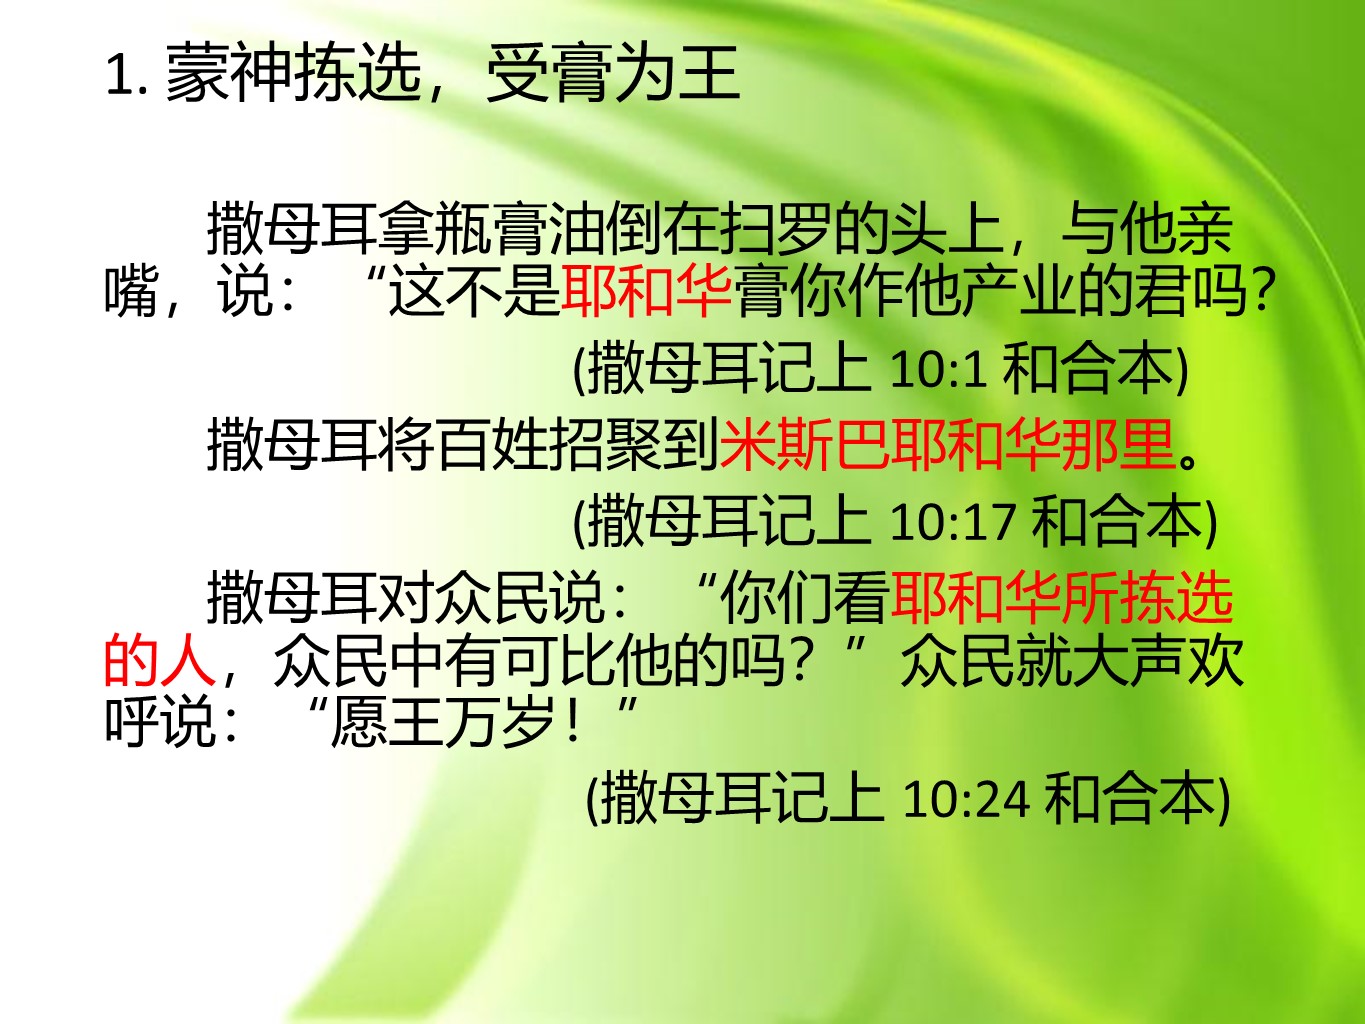 1. 蒙神拣选，受膏为王
撒母耳拿瓶膏油倒在扫罗的头上，与他亲
嘴，说：“这不是耶和华膏你作他产业的君吗？
(撒母耳记上 10:1 和合本)
撒母耳将百姓招聚到米斯巴耶和华那里。
(撒母耳记上 10:17 和合本)
撒母耳对众民说：“你们看耶和华所拣选
的人，众民中有可比他的吗？”众民就大声欢
呼说：“愿王万岁！”
(撒母耳记上 10:24 和合本)